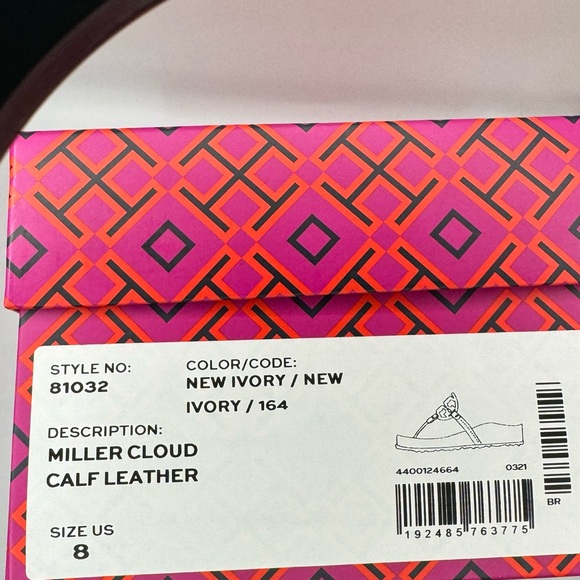 STYLE NO:
81032
COLOR/CODE:
NEW IVORY / NEW
IVORY / 164
DESCRIPTION:
MILLER CLOUD
CALF LEATHER
SIZE US
8
4400124664 0321
192485 763775
BR